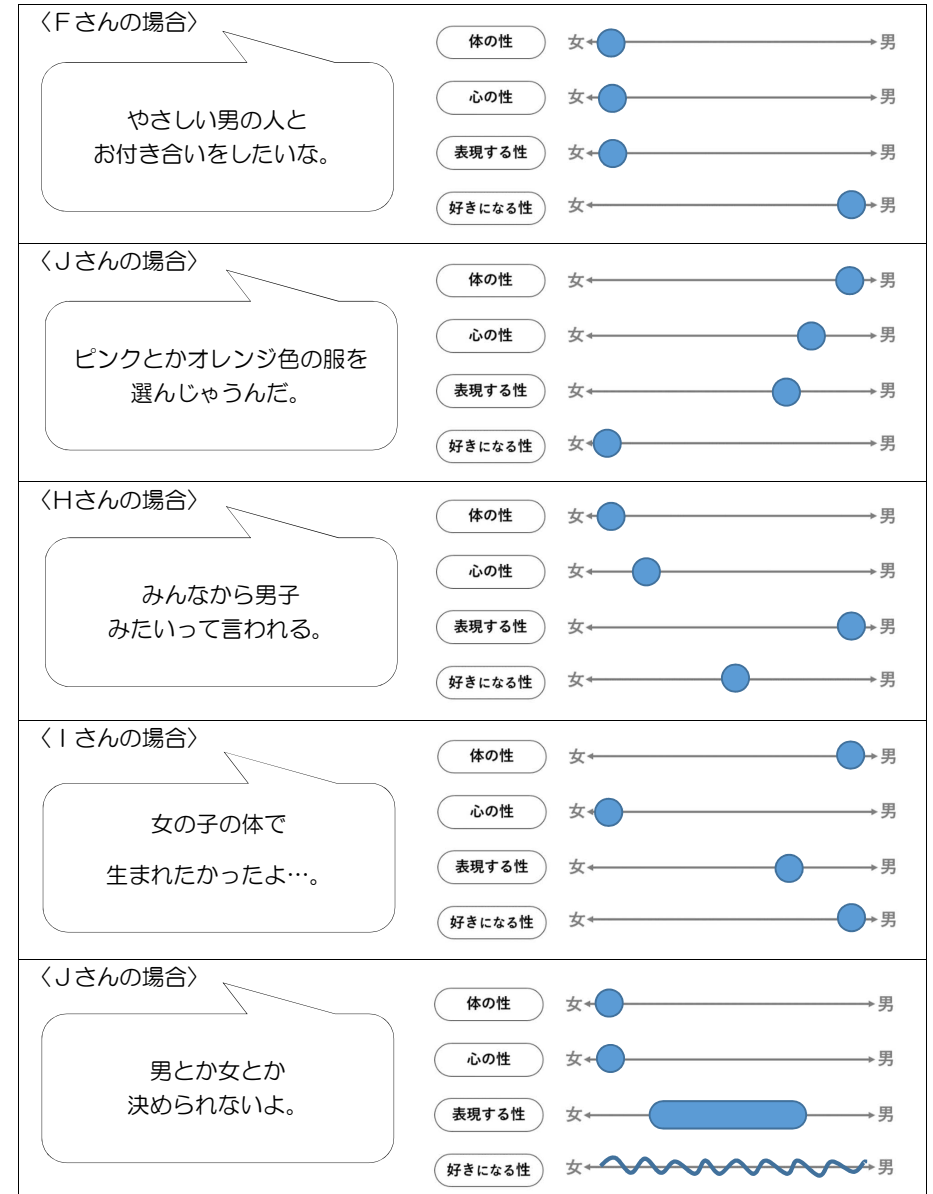 〈Ｆさんの場合〉
やさしい男の人と
お付き合いをしたいな。
体の性 女 男
心の性 女 男
表現する性 女 男
好きになる性 女 男
〈Ｊさんの場合〉
ピンクとかオレンジ色の服を
選んじゃうんだ。
体の性 女 男
心の性 女 男
表現する性 女 男
好きになる性 女 男
〈Ｈさんの場合〉
みんなから男子
みたいって言われる。
体の性 女 男
心の性 女 男
表現する性 女 男
好きになる性 女 男
〈Ｉさんの場合〉
女の子の体で
生まれたかったよ…。
体の性 女 男
心の性 女 男
表現する性 女 男
好きになる性 女 男
〈Ｊさんの場合〉
男とか女とか
決められないよ。
体の性 女 男
心の性 女 男
表現する性 女 男
好きになる性 女 男